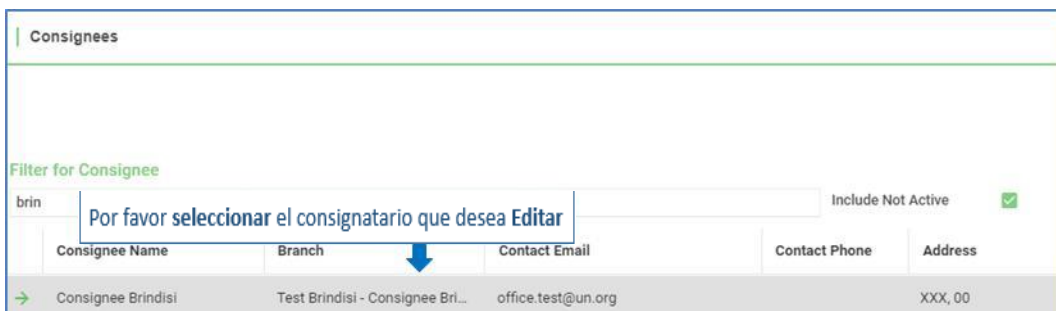 Consignees
Filter for Consignee
brin
Include Not Active
Por favor seleccionar el consignatario que desea Editar
Consignee Name Branch Contact Email Contact Phone Address
Consignee Brindisi Test Brindisi - Consignee Bri... office.test@un.org XXX, 00